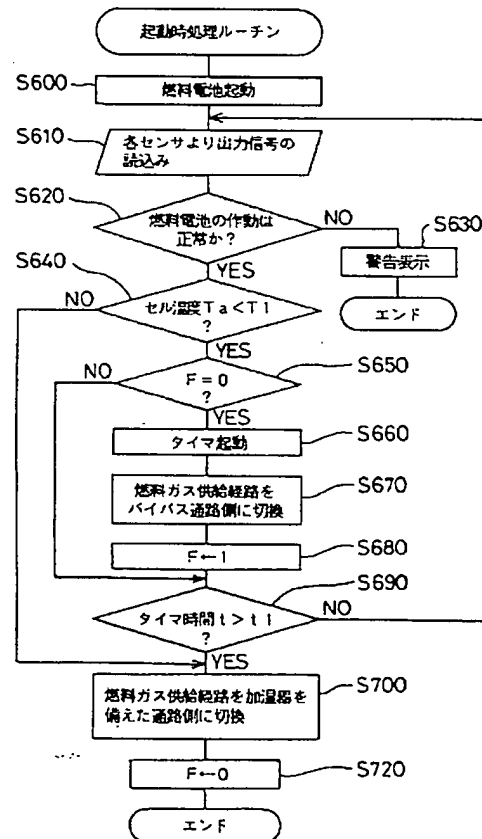 起動時処理ルーチン
S600
燃料電池起動
S610
各センサより出力信号の
読込み
S620
燃料電池の作動は
正常か?
NO
S630
警告表示
エンド
YES
S640
NO
セル温度Ta<T1
?
YES
S650
NO
F=0
?
YES
S660
タイマ起動
S670
燃料ガス供給経路を
バイパス通路側に切換
S680
F←1
S690
タイマ時間t>t1
?
NO
YES
S700
燃料ガス供給経路を加湿器を
備えた通路側に切換
S720
F←0
エンド